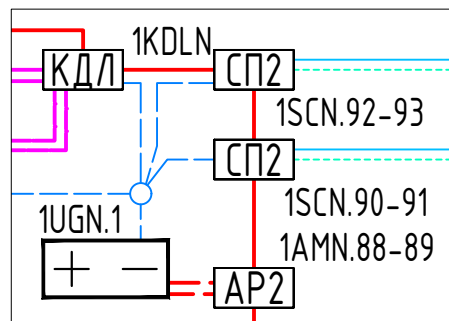 1KDLN
КДЛ
СП2
1SCN.92-93
СП2
1SCN.90-91
1UGN.1
1AMN.88-89
+ −
АР2